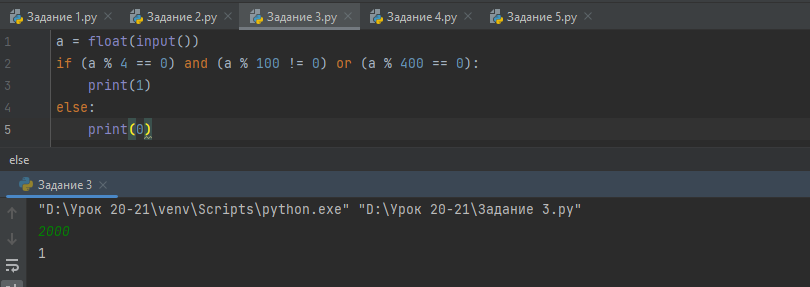 Задание 1.py Задание 2.py Задание 3.py Задание 4.py Задание 5.py
1 a = float(input())
2 if (a % 4 == 0) and (a % 100 != 0) or (a % 400 == 0):
3 print(1)
4 else:
5 print(0)
else
Задание 3
"D:\Урок 20-21\venv\Scripts\python.exe" "D:\Урок 20-21\Задание 3.py"
2000
1